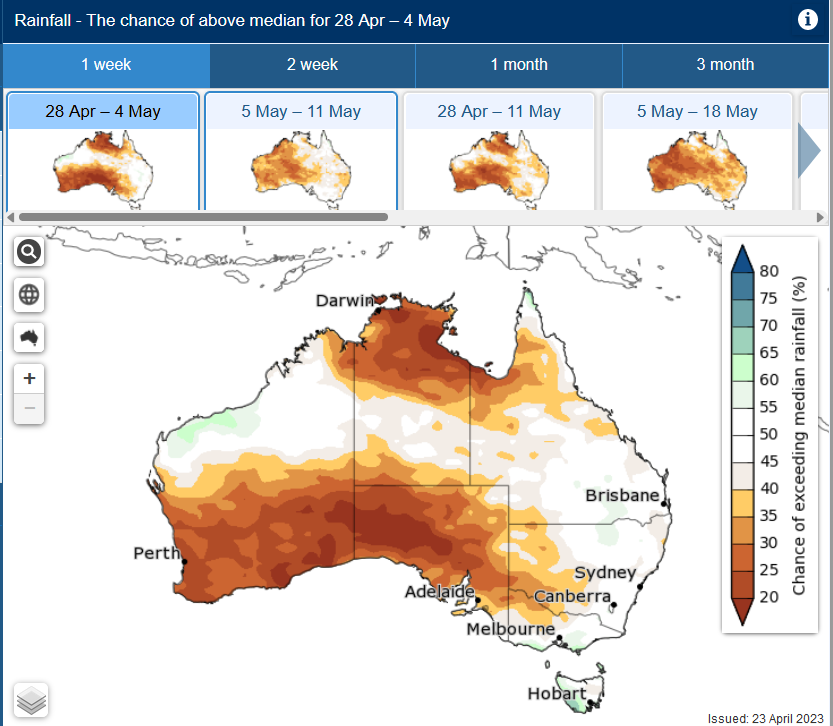 Rainfall - The chance of above median for 28 Apr – 4 May
1 week
2 week
1 month
3 month
28 Apr – 4 May
5 May – 11 May
28 Apr – 11 May
5 May – 18 May
Darwin
Brisbane
Perth
Sydney
Adelaide
Canberra
Melbourne
Hobart
80
75
70
65
60
55
50
45
40
35
30
25
20
Chance of exceeding median rainfall (%)
Issued: 23 April 2023